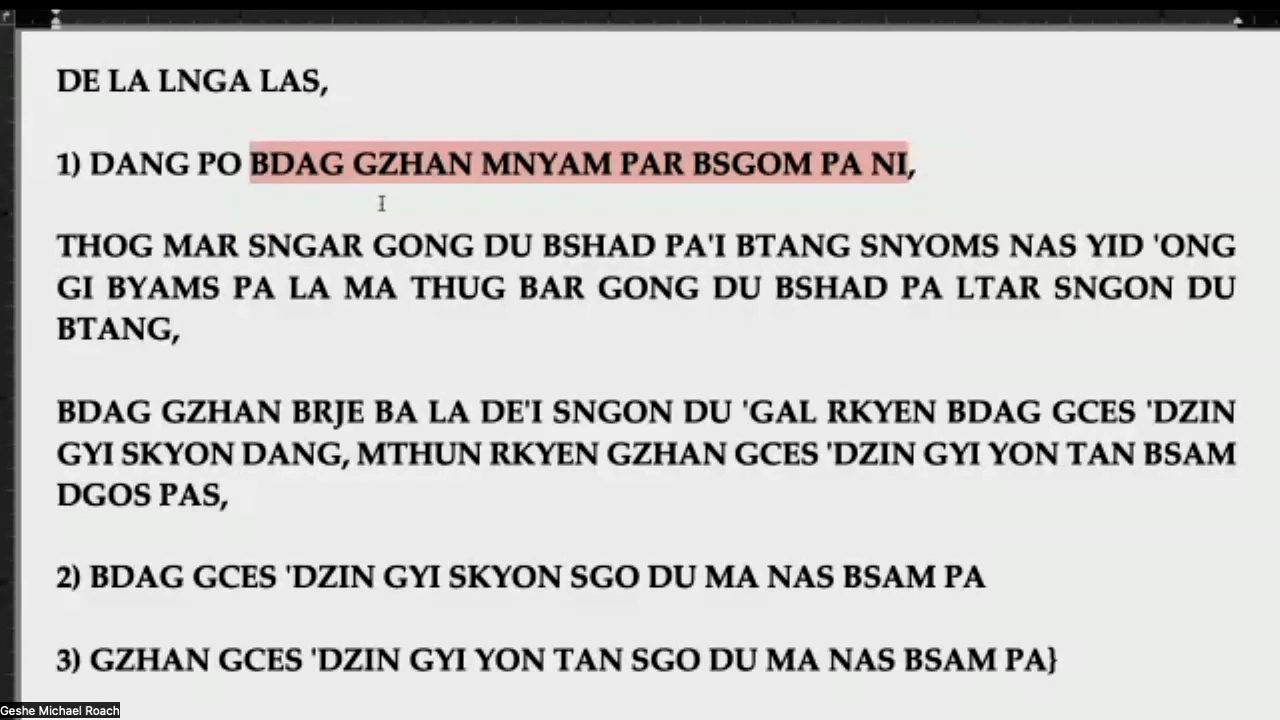 DE LA LNGA LAS,
1) DANG PO BDAG GZHAN MNYAM PAR BSGOM PA NI,
THOG MAR SNGAR GONG DU BSHAD PA'I BTANG SNYOMS NAS YID 'ONG
GI BYAMS PA LA MA THUG BAR GONG DU BSHAD PA LTAR SNGON DU
BTANG,
BDAG GZHAN BRJE BA LA DE'I SNGON DU 'GAL RKYEN BDAG GCES 'DZIN
GYI SKYON DANG, MTHUN RKYEN GZHAN GCES 'DZIN GYI YON TAN BSAM
DGOS PAS,
2) BDAG GCES 'DZIN GYI SKYON SGO DU MA NAS BSAM PA
3) GZHAN GCES 'DZIN GYI YON TAN SGO DU MA NAS BSAM PA}
Geshe Michael Roach